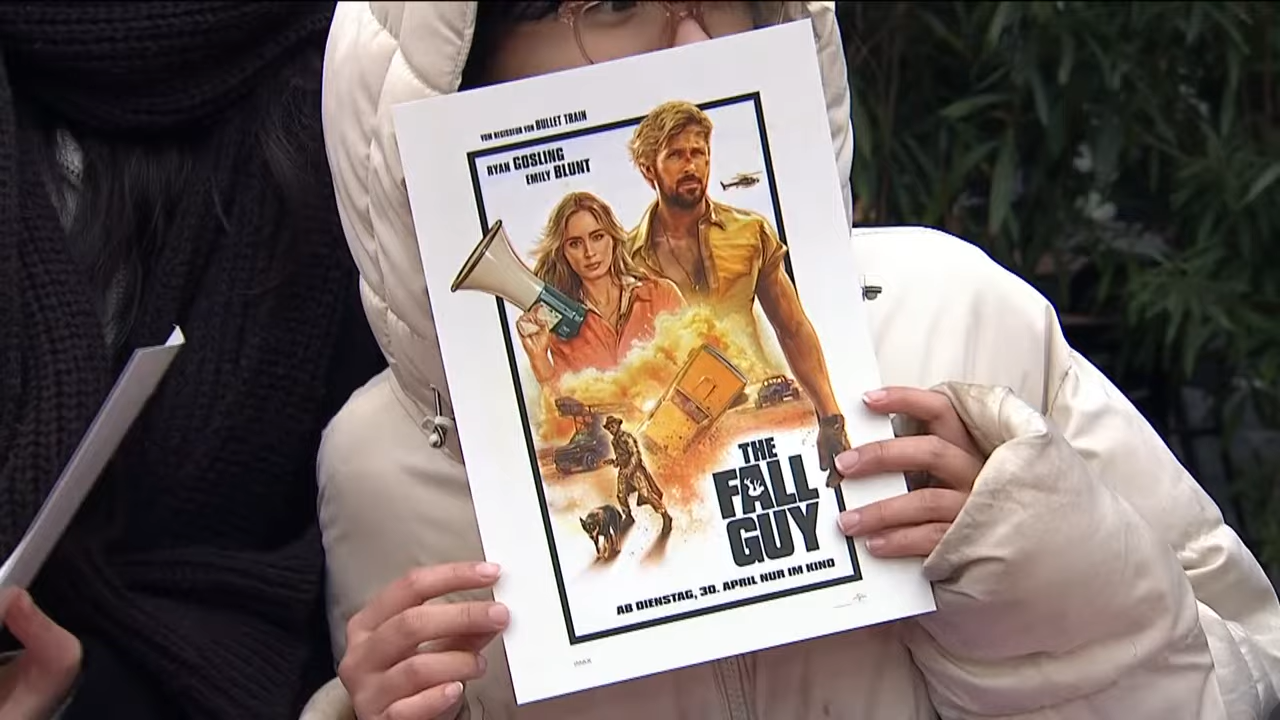 VOM REGISSEUR VON BULLET TRAIN
RYAN GOSLING
EMILY BLUNT
THE
FALL
GUY
AB DIENSTAG, 30. APRIL NUR IM KINO